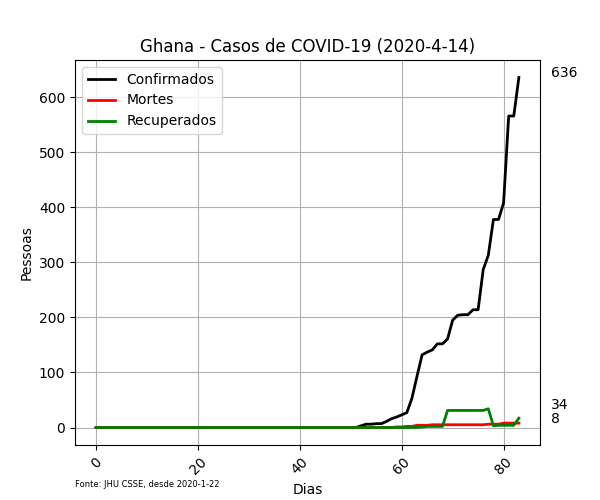 Ghana - Casos de COVID-19 (2020-4-14)
Confirmados
Mortes
Recuperados
636
600
500
400
300
200
100
0
34
8
Pessoas
0
20
40
60
80
Dias
Fonte: JHU CSSE, desde 2020-1-22